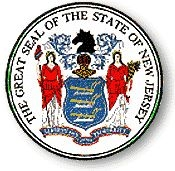 THE GREAT SEAL OF THE STATE OF NEW JERSEY